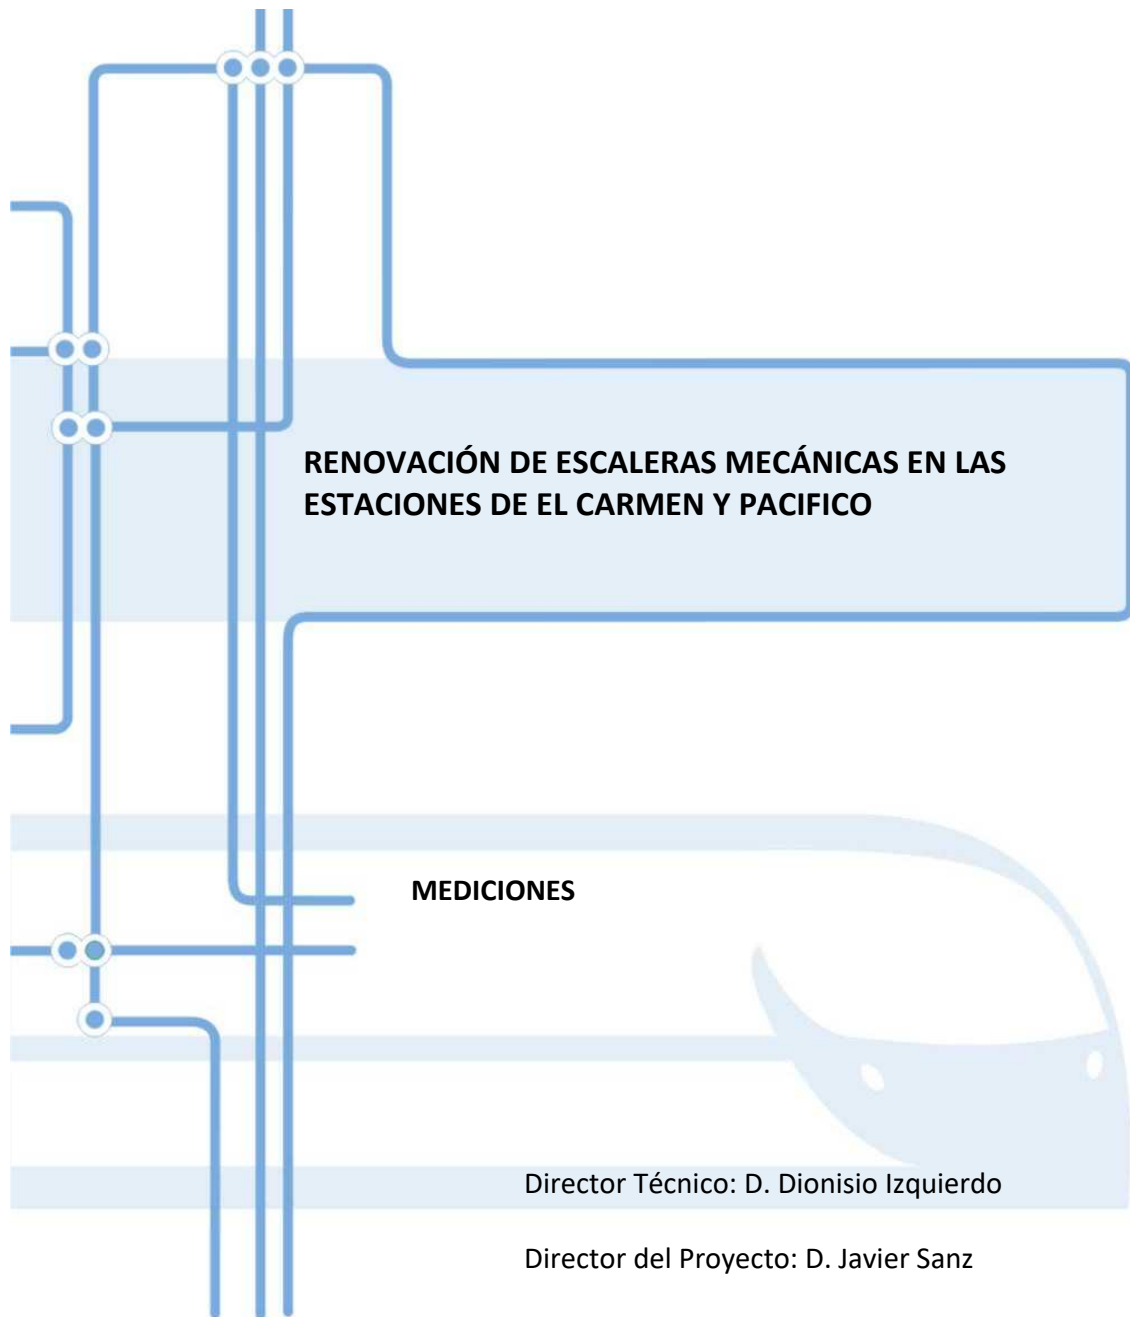 RENOVACIÓN DE ESCALERAS MECÁNICAS EN LAS
ESTACIONES DE EL CARMEN Y PACIFICO
MEDICIONES
Director Técnico: D. Dionisio Izquierdo
Director del Proyecto: D. Javier Sanz